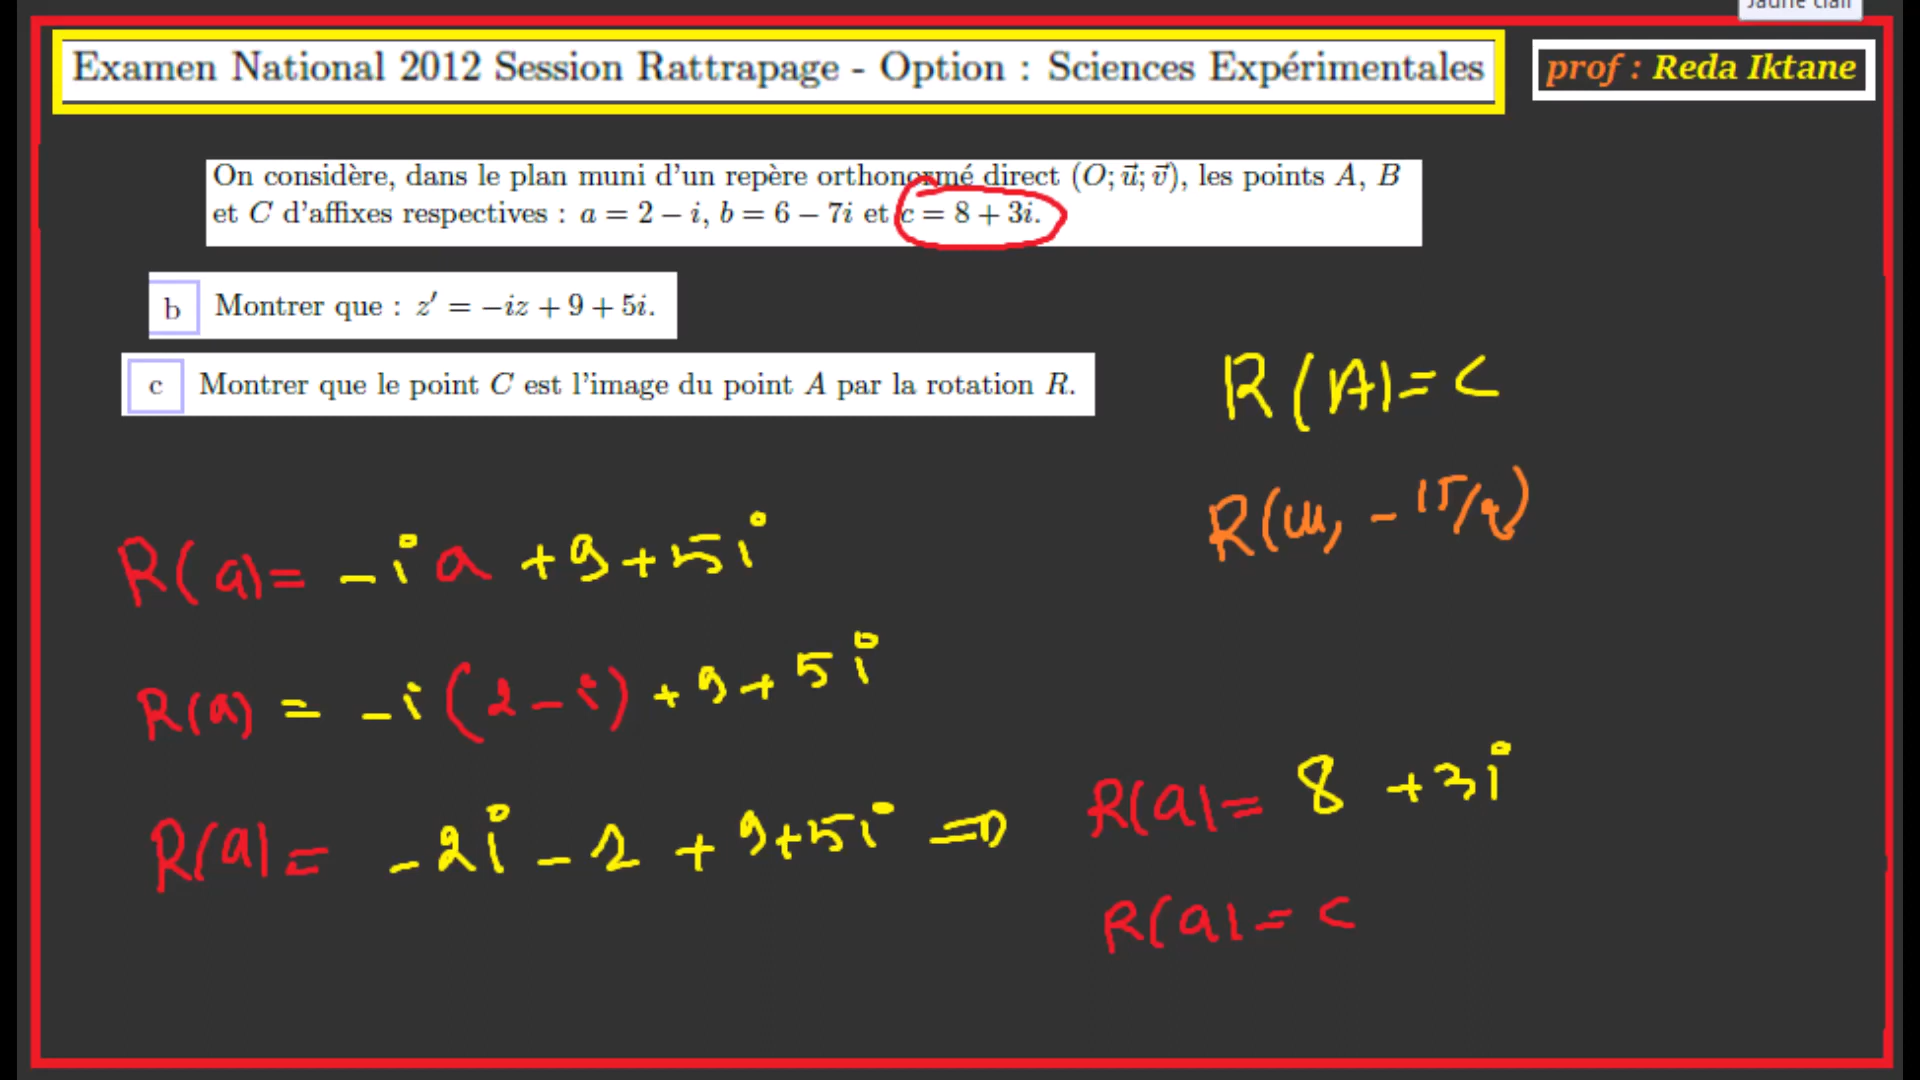 Jaune clair
Examen National 2012 Session Rattrapage - Option : Sciences Expérimentales
prof : Reda Iktane
On considère, dans le plan muni d'un repère orthonormé direct (O; u⃗; v⃗), les points A, B
et C d'affixes respectives : a = 2 − i, b = 6 − 7i et c = 8 + 3i.
b Montrer que : z′ = −iz + 9 + 5i.
c Montrer que le point C est l'image du point A par la rotation R.
R(A) = C
R(ω, -π/2)
R(a) = -i a + 9 + 5i
R(a) = -i (2 - i) + 9 + 5i
R(a) = -2i - 1 + 9 + 5i ⇒
R(a) = 8 + 3i
R(a) = c